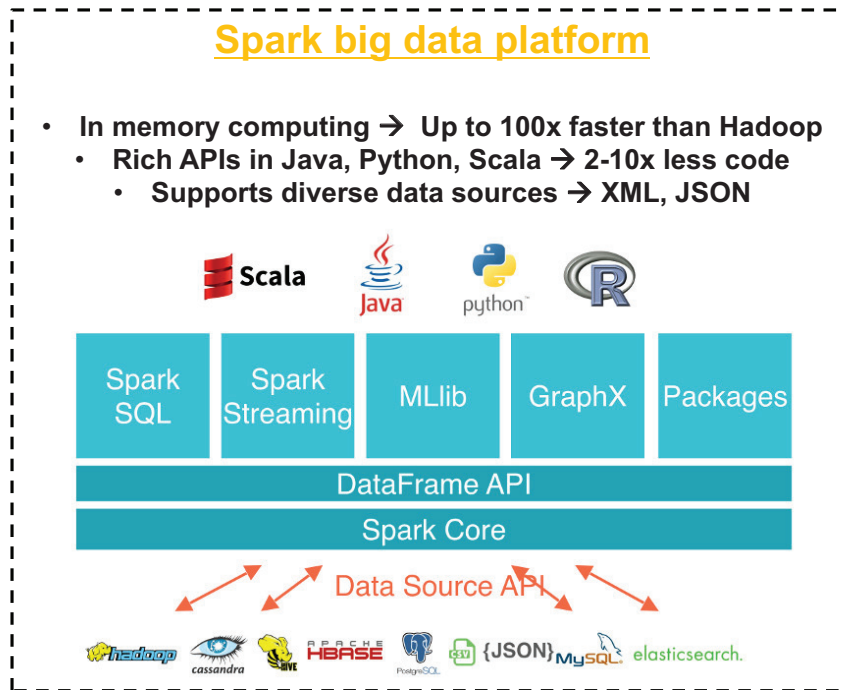 Spark big data platform
• In memory computing → Up to 100x faster than Hadoop
• Rich APIs in Java, Python, Scala → 2-10x less code
• Supports diverse data sources → XML, JSON
Scala
Java
python™
R
Spark SQL
Spark Streaming
MLlib
GraphX
Packages
DataFrame API
Spark Core
Data Source API
hadoop
cassandra
HIVE
APACHE
HBASE
PostgreSQL
CSV
{JSON}
MySQL®
elasticsearch.